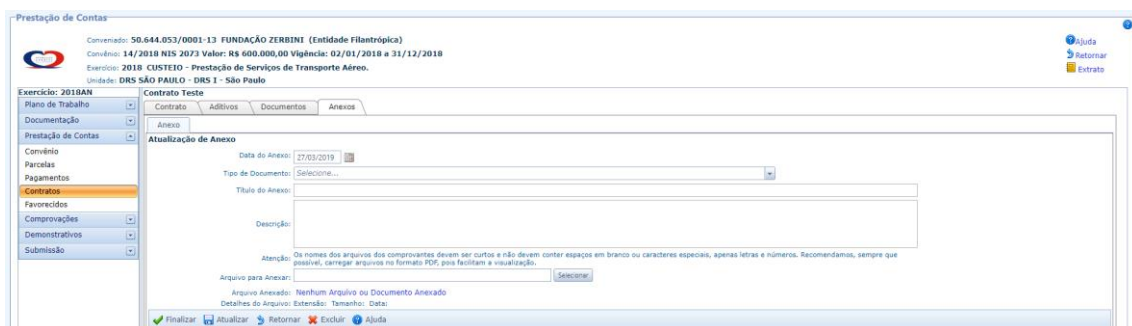 Prestação de Contas
Conveniado: 50.644.053/0001-13 FUNDAÇÃO ZERBINI (Entidade Filantrópica)
Convênio: 14/2018 NIS 2073 Valor: R$ 600.000,00 Vigência: 02/01/2018 a 31/12/2018
Exercício: 2018 CUSTEIO - Prestação de Serviços de Transporte Aéreo.
Unidade: DRS SÃO PAULO - DRS I - São Paulo
Ajuda
Retornar
Extrato
Exercício: 2018AN
Plano de Trabalho
Documentação
Prestação de Contas
Convênio
Parcelas
Pagamentos
Contratos
Favorecidos
Comprovações
Demonstrativos
Submissão
Contrato Teste
Contrato Aditivos Documentos Anexos
Anexo
Atualização de Anexo
Data do Anexo: 27/03/2019
Tipo de Documento: Selecione...
Título do Anexo:
Descrição:
Atenção: Os nomes dos arquivos dos comprovantes devem ser curtos e não devem conter espaços em branco ou caracteres especiais, apenas letras e números. Recomendamos, sempre que
possível, carregar arquivos no formato PDF, pois facilitam a visualização.
Arquivo para Anexar: Selecionar
Arquivo Anexado: Nenhum Arquivo ou Documento Anexado
Detalhes do Arquivo: Extensão: Tamanho: Data:
Finalizar Atualizar Retornar Excluir Ajuda